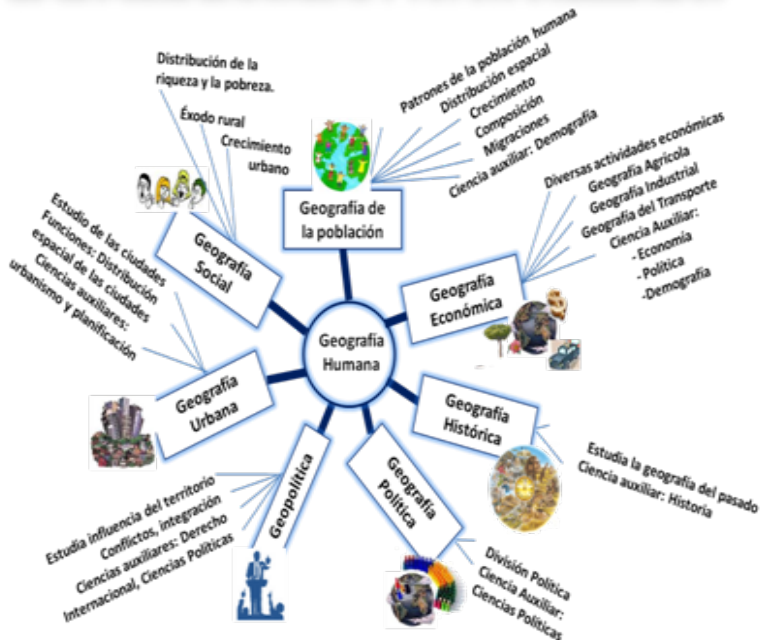 Geografía
Humana
Geografía de
la población
Patrones de la población humana
Distribución espacial
Crecimiento
Composición
Migraciones
Ciencia auxiliar: Demografía
Geografía
Económica
Diversas actividades económicas
Geografía Agrícola
Geografía Industrial
Geografía del Transporte
Ciencia Auxiliar:
- Economía
- Política
-Demografía
Geografía
Histórica
Estudia la geografía del pasado
Ciencia auxiliar: Historia
Geografía
Política
División Política
Ciencia Auxiliar:
Ciencias Políticas
Geopolítica
Estudia influencia del territorio
Conflictos, integración
Ciencias auxiliares: Derecho
Internacional, Ciencias Políticas
Geografía
Urbana
Estudio de las ciudades
Funciones: Distribución
espacial de las ciudades
Ciencias auxiliares:
urbanismo y planificación
Geografía
Social
Distribución de la
riqueza y la pobreza.
Éxodo rural
Crecimiento
urbano